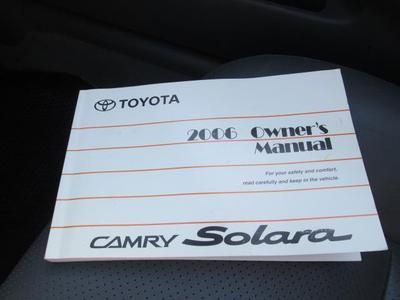 TOYOTA
2006 Owner's
Manual
For your safety and comfort,
read carefully and keep in the vehicle.
CAMRY Solara